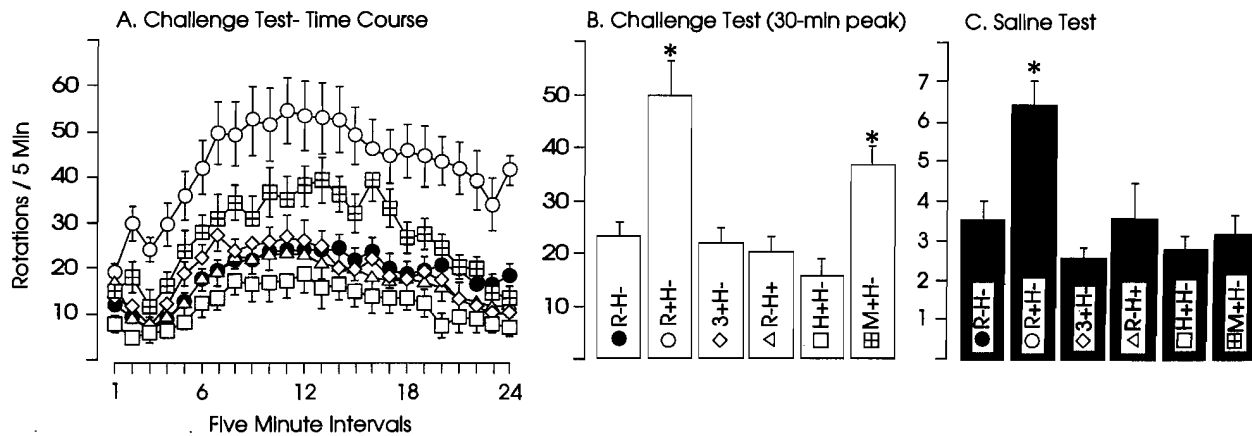 A. Challenge Test- Time Course
Rotations / 5 Min
60
50
40
30
20
10
1
6
12
18
24
Five Minute Intervals
B. Challenge Test (30-min peak)
50
40
30
20
10
*
*
R-H-
R+H-
3+H-
R-H+
H+H-
M+H-
C. Saline Test
7
6
5
4
3
2
1
*
R-H-
R+H-
3+H-
R-H+
H+H-
M+H-